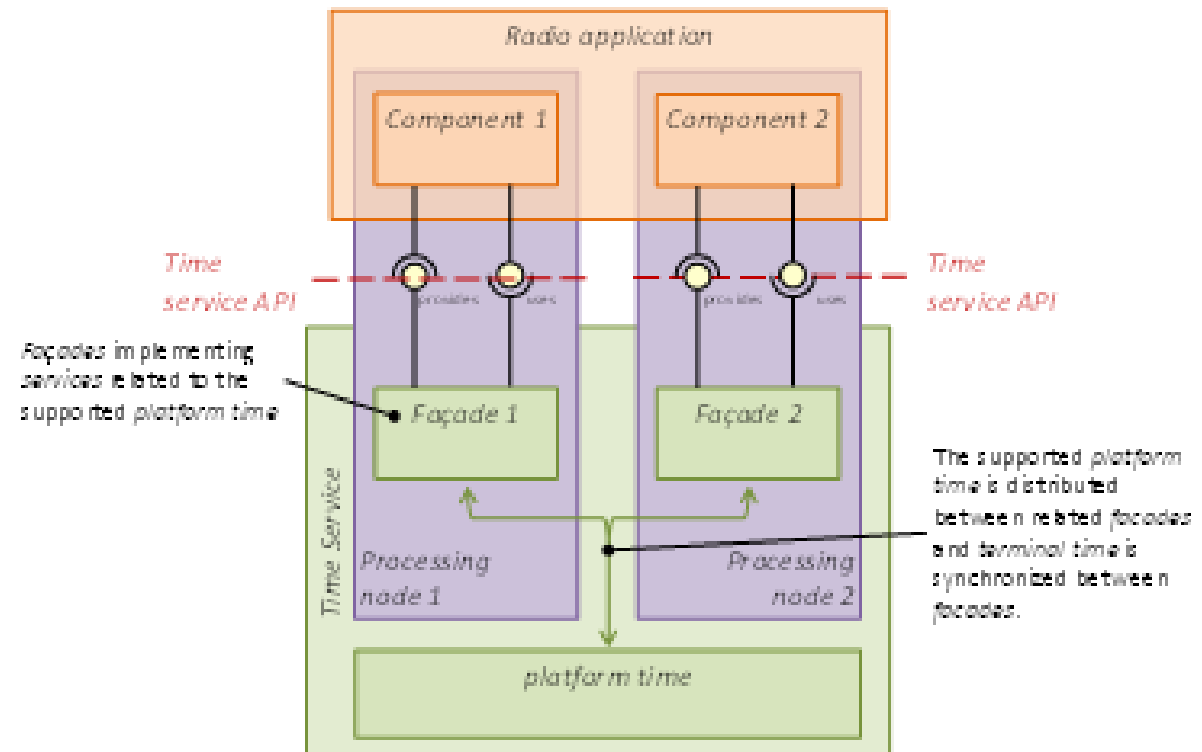 Radio application
Component 1
Component 2
Time
service API
provides
uses
provides
uses
Time
service API
Façades implementing
services related to the
supported platform time
Façade 1
Façade 2
The supported platform
time is distributed
between related façades
and terminal time is
synchronized between
façades.
Time Service
Processing
node 1
Processing
node 2
platform time